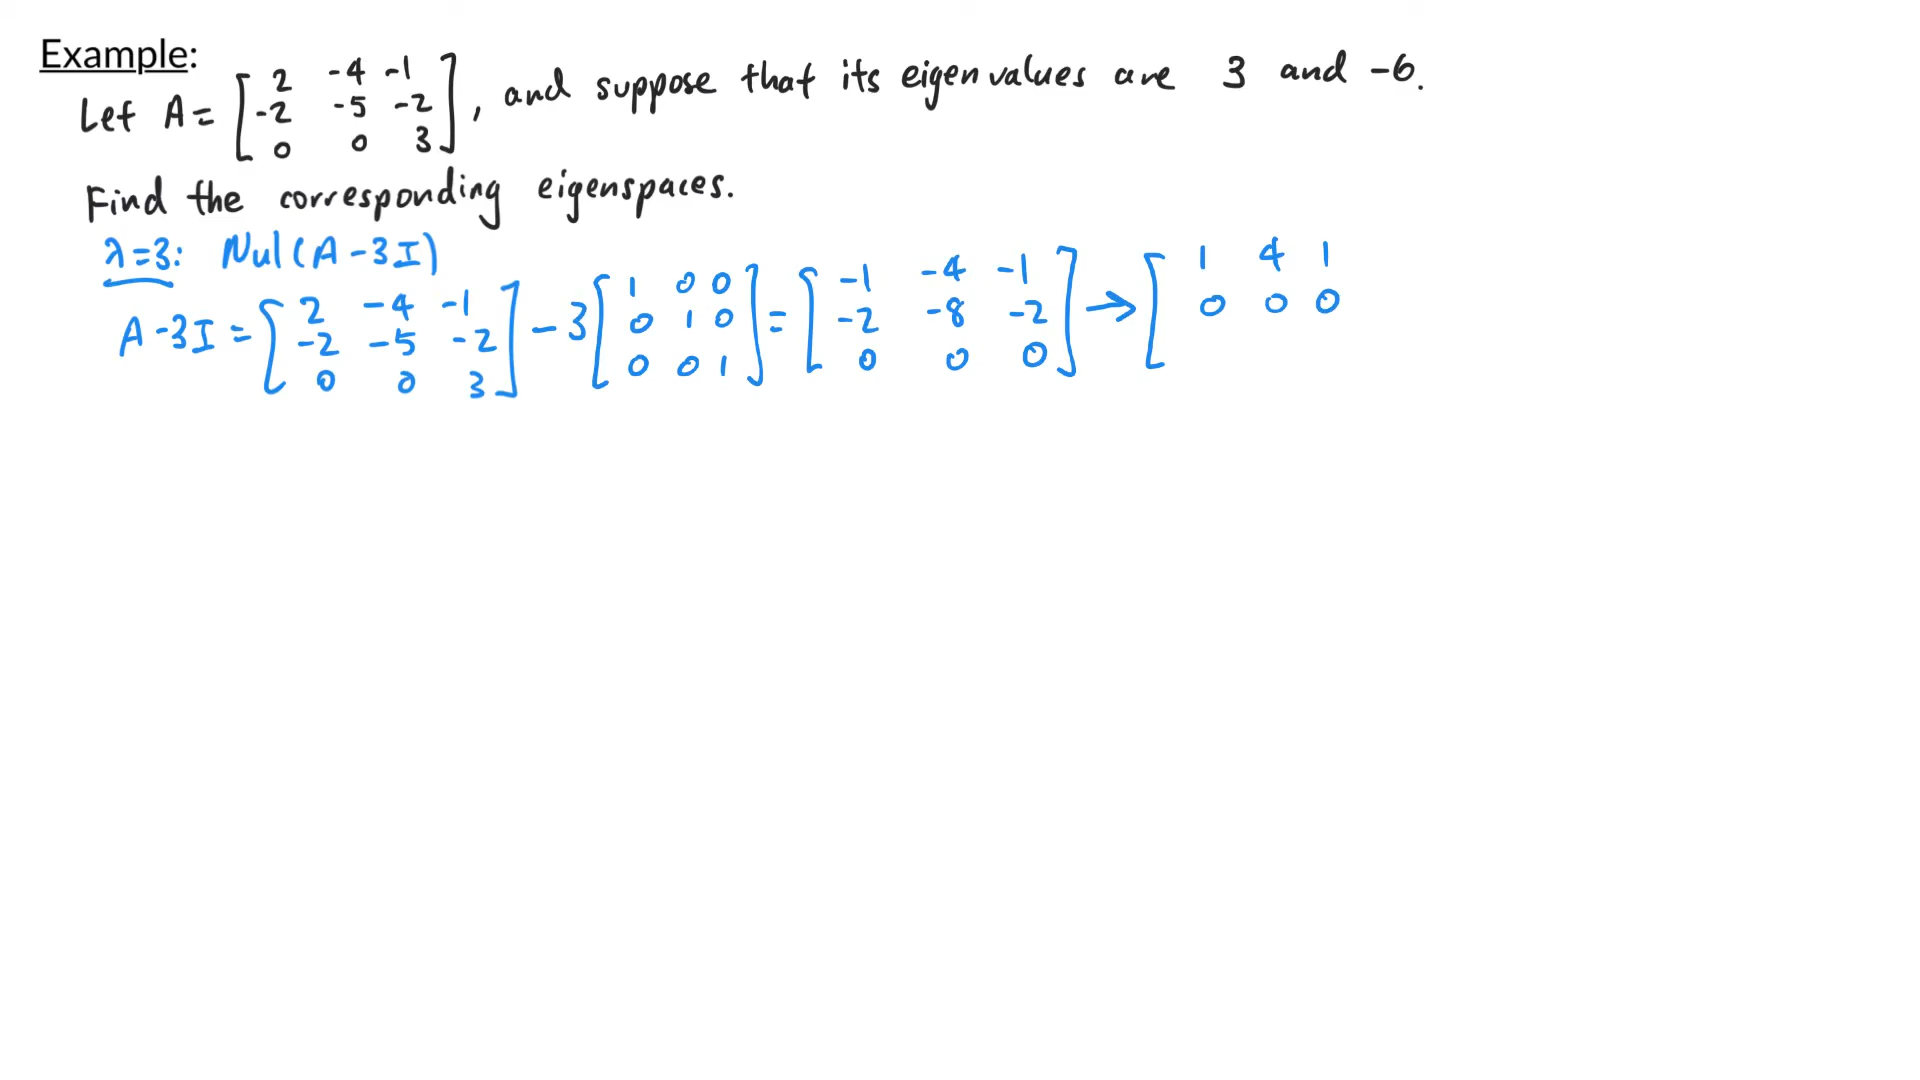 Example:
Let A = [ 2 -4 -1
-2 -5 -2
0 0 3 ], and suppose that its eigenvalues are 3 and -6.
Find the corresponding eigenspaces.
λ=3: Nul(A-3I)
A-3I = [ 2 -4 -1
-2 -5 -2
0 0 3 ] - 3 [ 1 0 0
0 1 0
0 0 1 ] = [ -1 -4 -1
-2 -8 -2
0 0 0 ] → [ 1 4 1
0 0 0